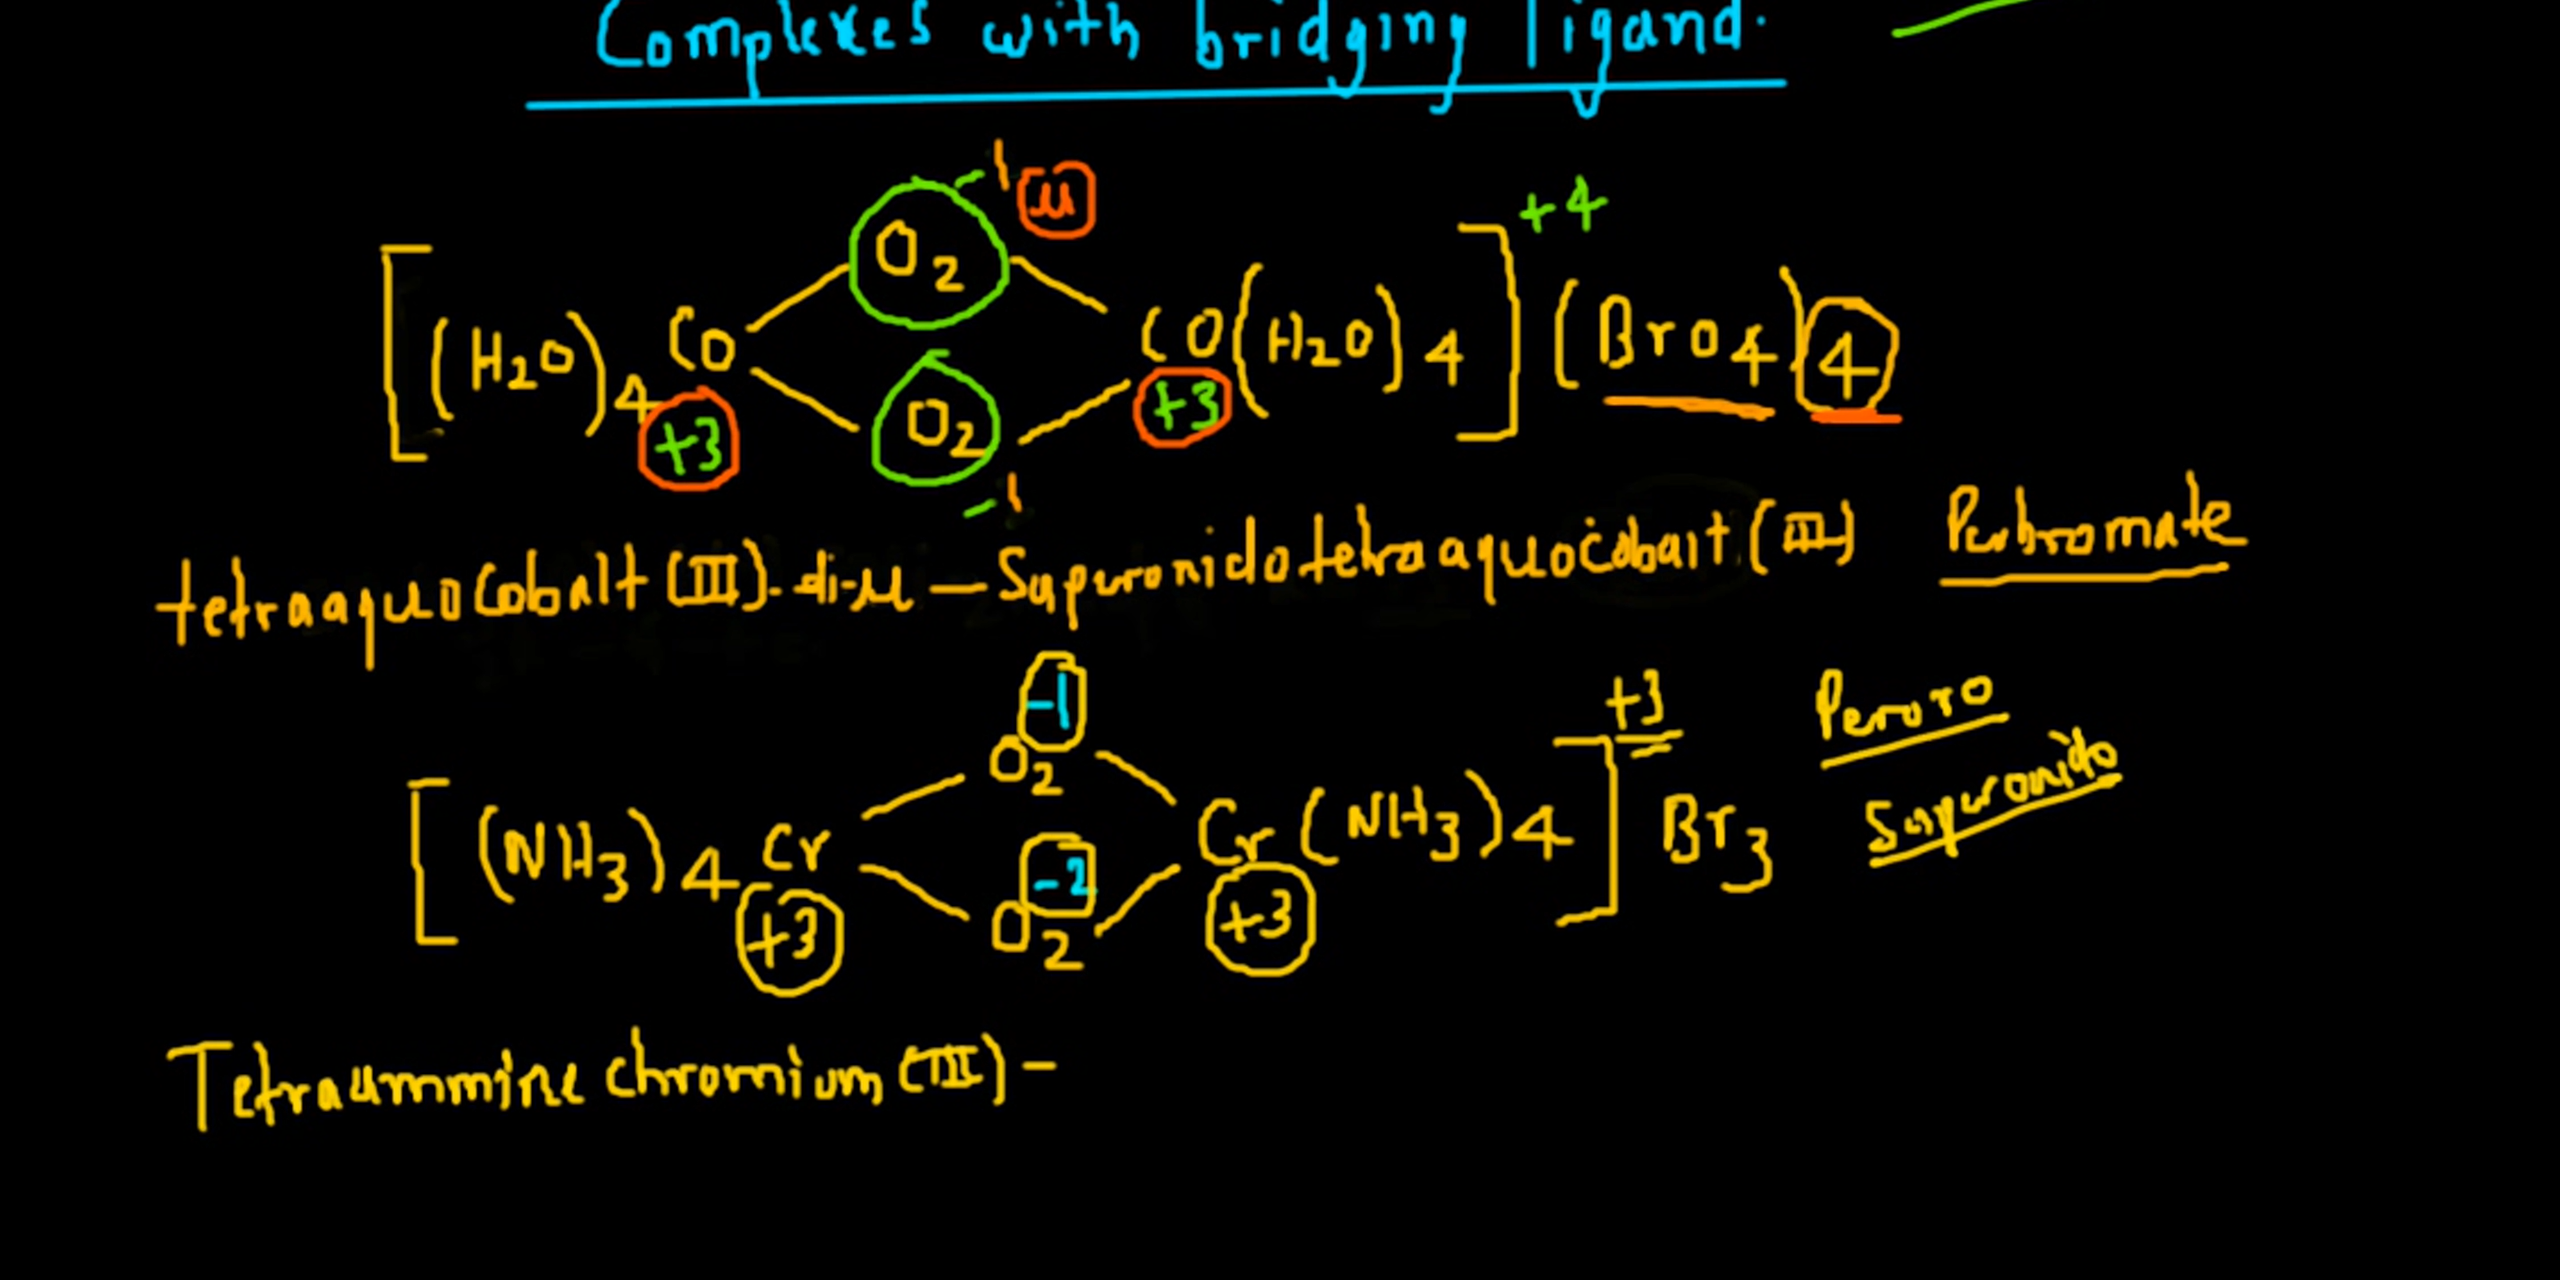 Complexes with bridging ligand.
[(H2O)4 Co O2 -1 μ O2 -1 CO(H2O)4]+4 (BrO4)4
+3 +3
tetraaquoCobalt(III)-di-μ-Superoxidotetraaquocobalt(III) Perbromate
[(NH3)4 Cr O2 -1 O2 -2 Cr(NH3)4]+3 Br3
+3 +3
Peroxo
Superoxido
Tetraammine chromium(III)-